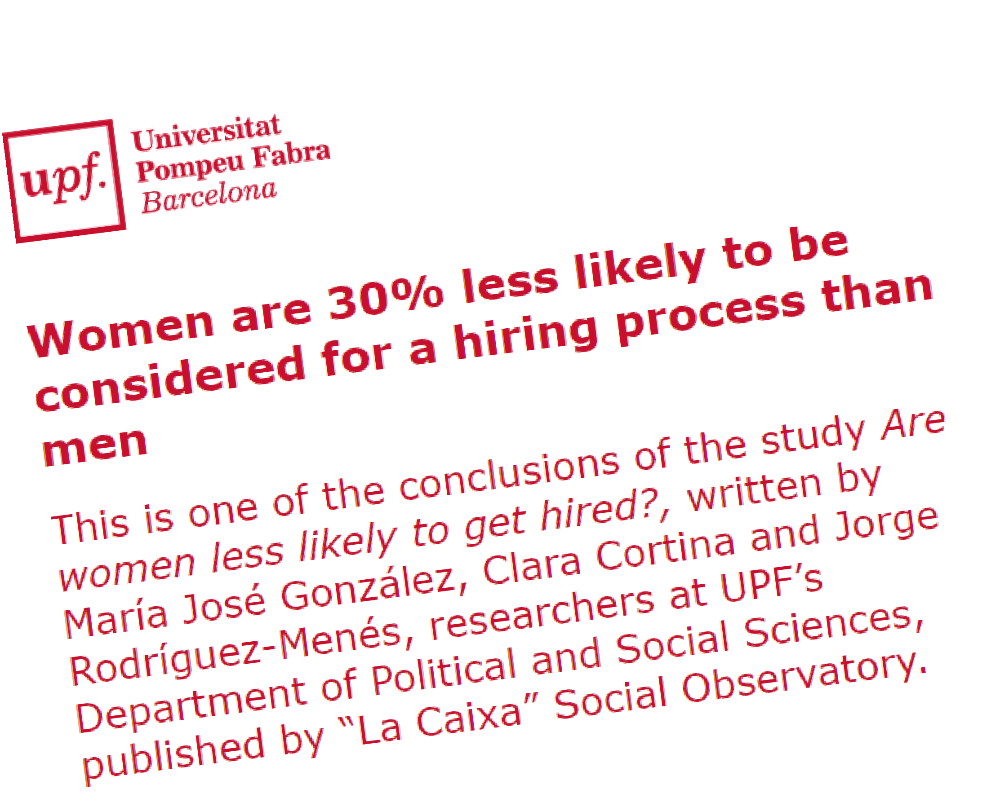 upf.
Universitat
Pompeu Fabra
Barcelona
Women are 30% less likely to be
considered for a hiring process than
men
This is one of the conclusions of the study Are
women less likely to get hired?, written by
María José González, Clara Cortina and Jorge
Rodríguez-Menés, researchers at UPF’s
Department of Political and Social Sciences,
published by “La Caixa” Social Observatory.